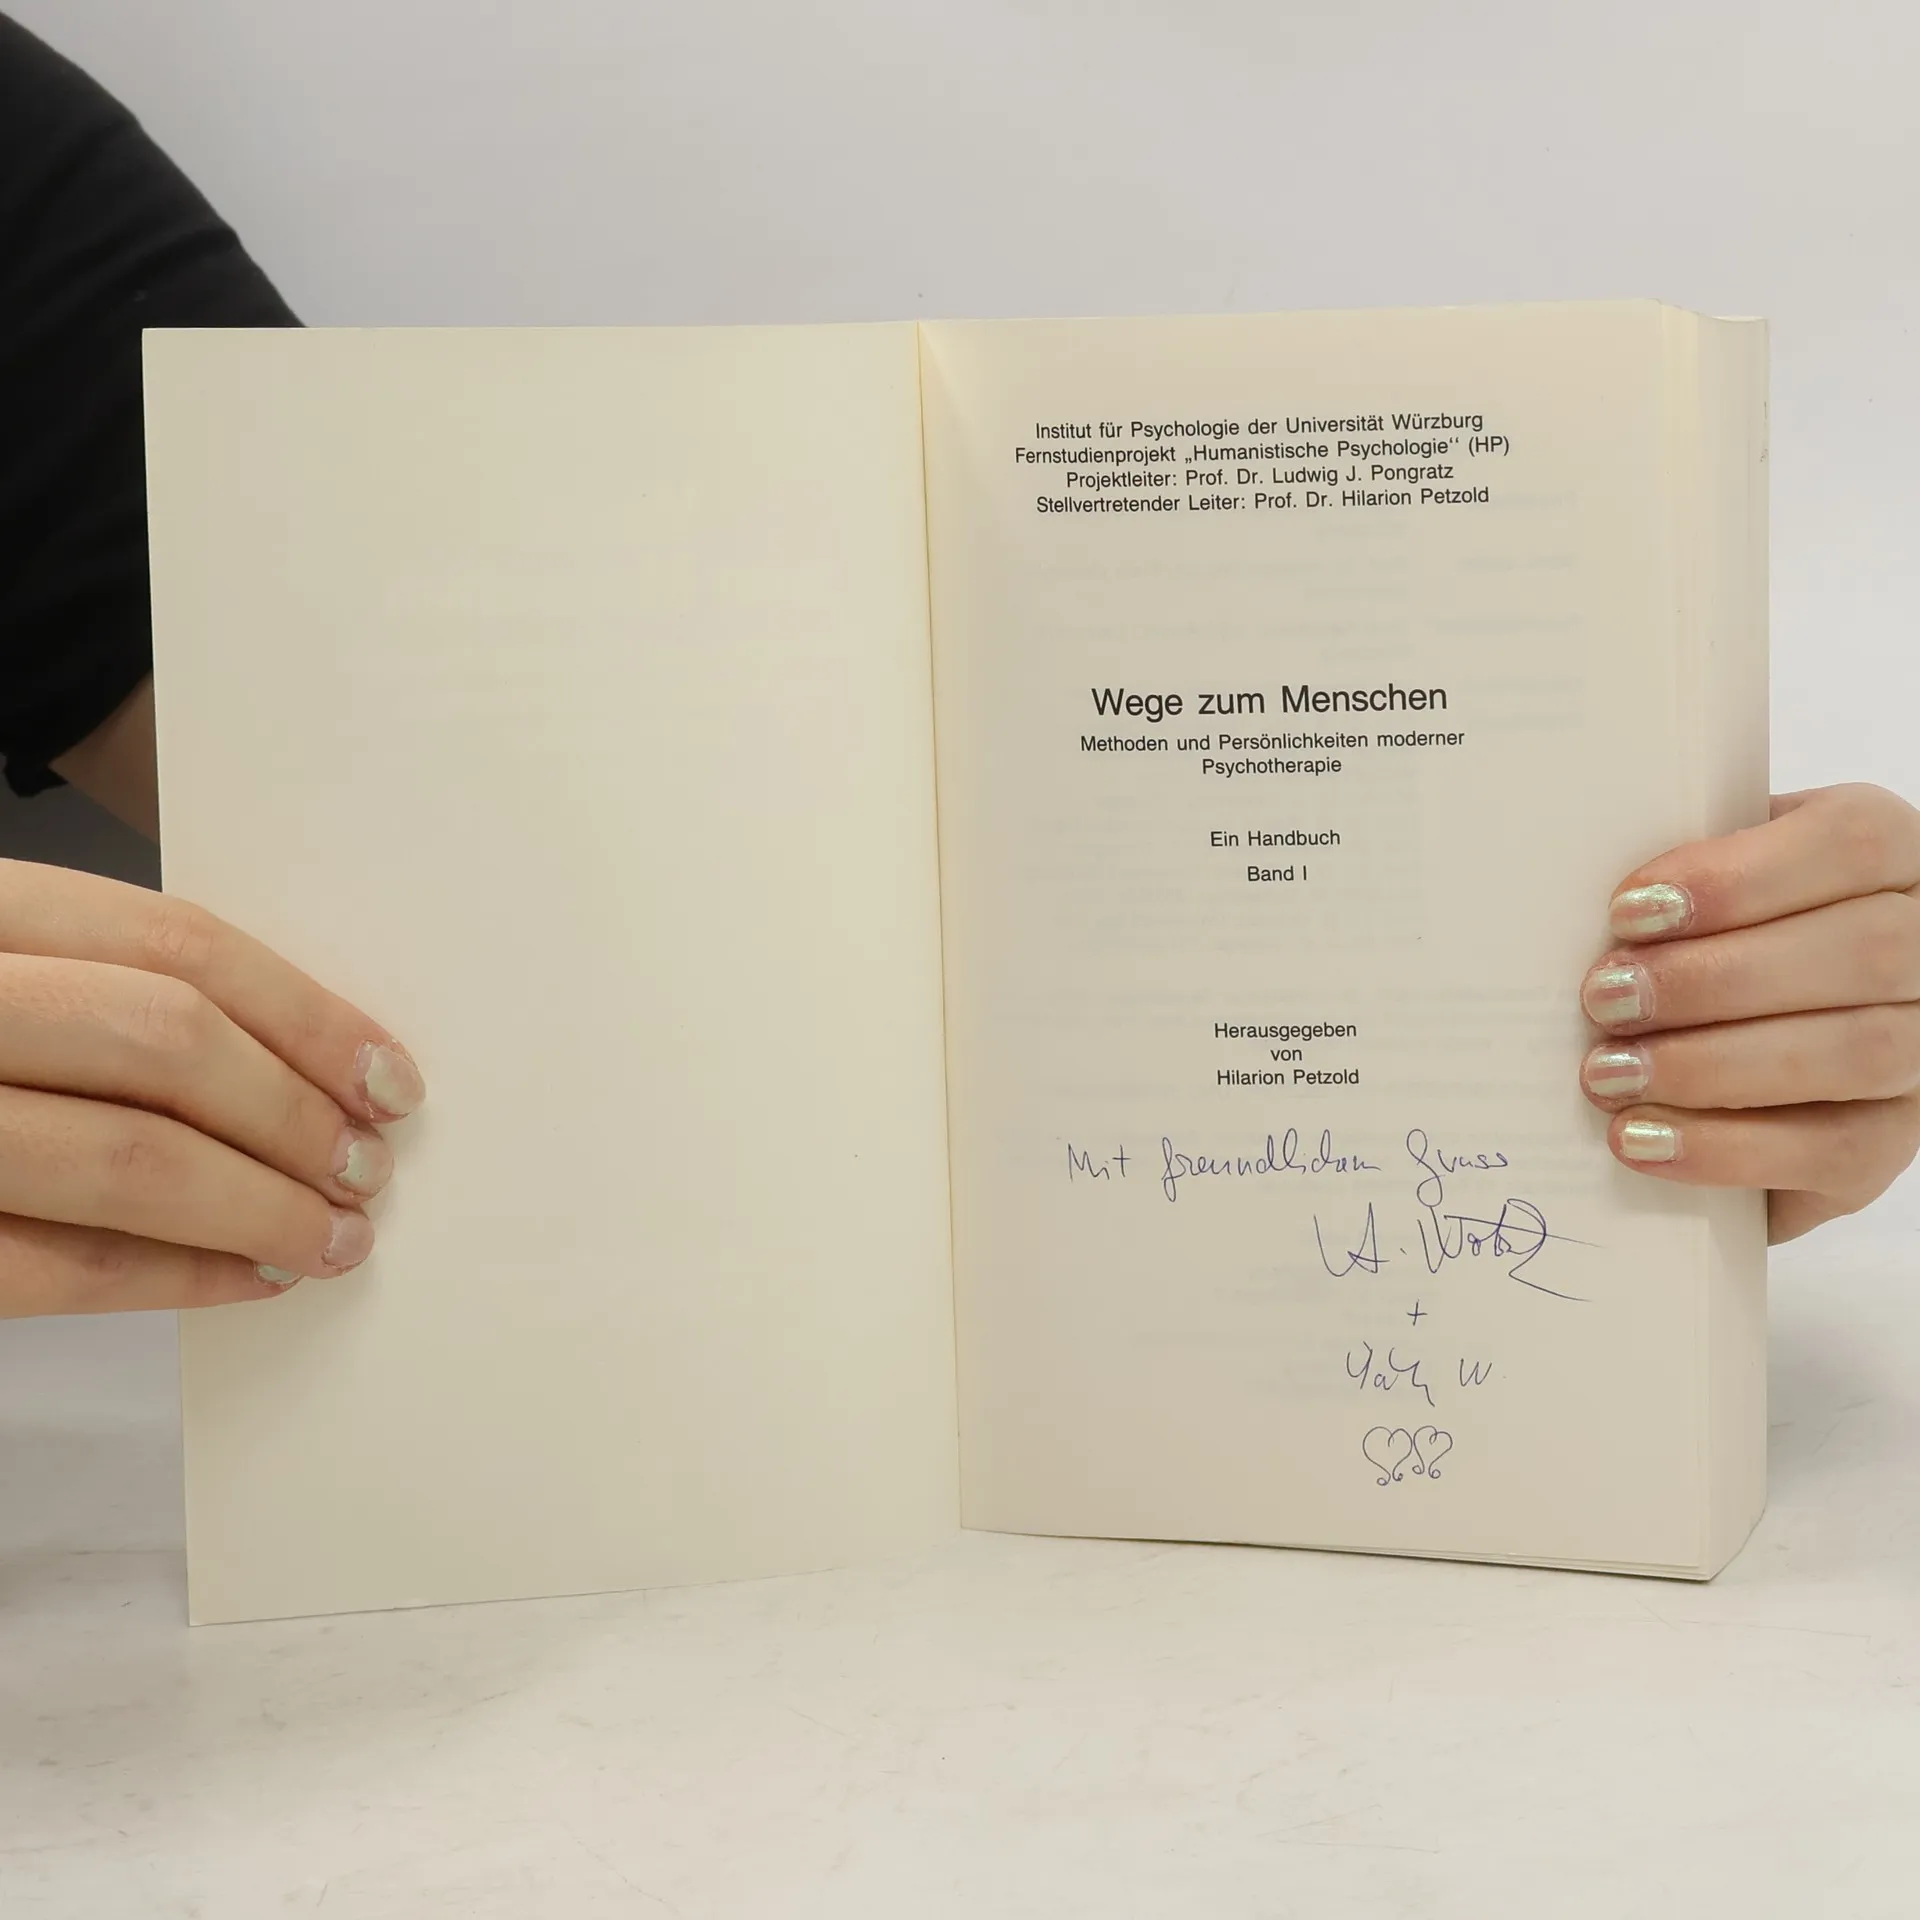 Institut für Psychologie der Universität Würzburg
Fernstudienprojekt „Humanistische Psychologie‘‘ (HP)
Projektleiter: Prof. Dr. Ludwig J. Pongratz
Stellvertretender Leiter: Prof. Dr. Hilarion Petzold
Wege zum Menschen
Methoden und Persönlichkeiten moderner
Psychotherapie
Ein Handbuch
Band I
Herausgegeben
von
Hilarion Petzold
Mit freundlichem Gruss
+
W.